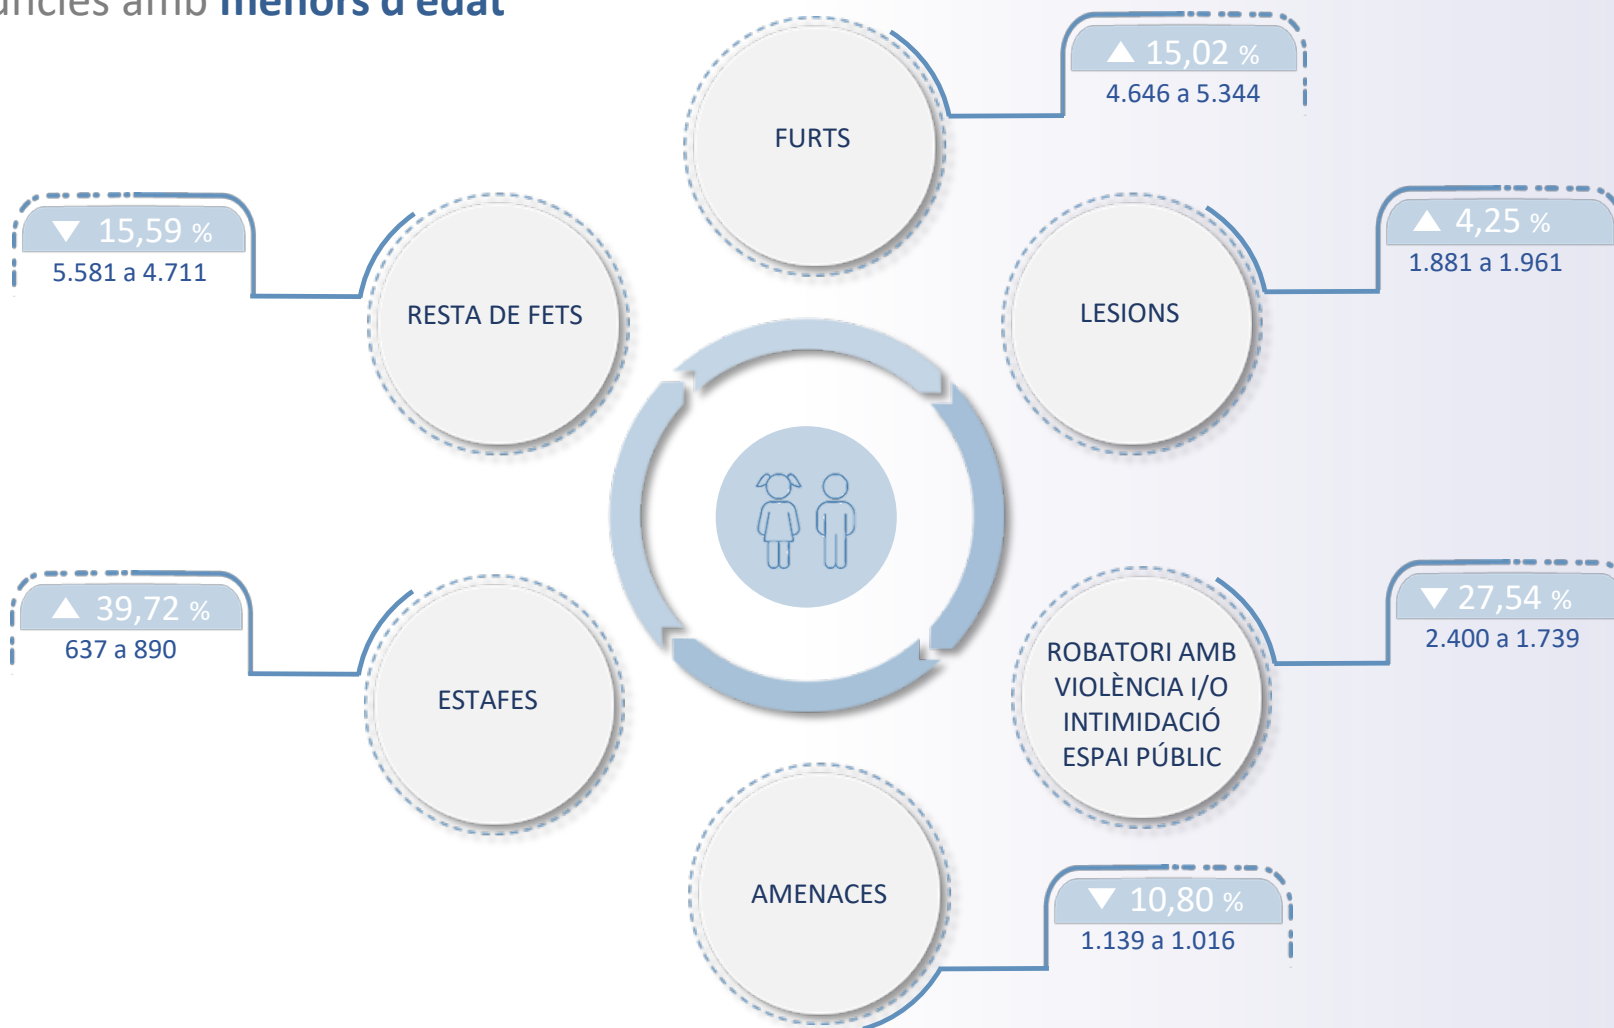 amb menors d'edat
▲ 15,02 %
4.646 a 5.344
FURTS
▼ 15,59 %
5.581 a 4.711
RESTA DE FETS
▲ 4,25 %
1.881 a 1.961
LESIONS
▲ 39,72 %
637 a 890
ESTAFES
▼ 27,54 %
2.400 a 1.739
ROBATORI AMB
VIOLÈNCIA I/O
INTIMIDACIÓ
ESPAI PÚBLIC
AMENACES
▼ 10,80 %
1.139 a 1.016